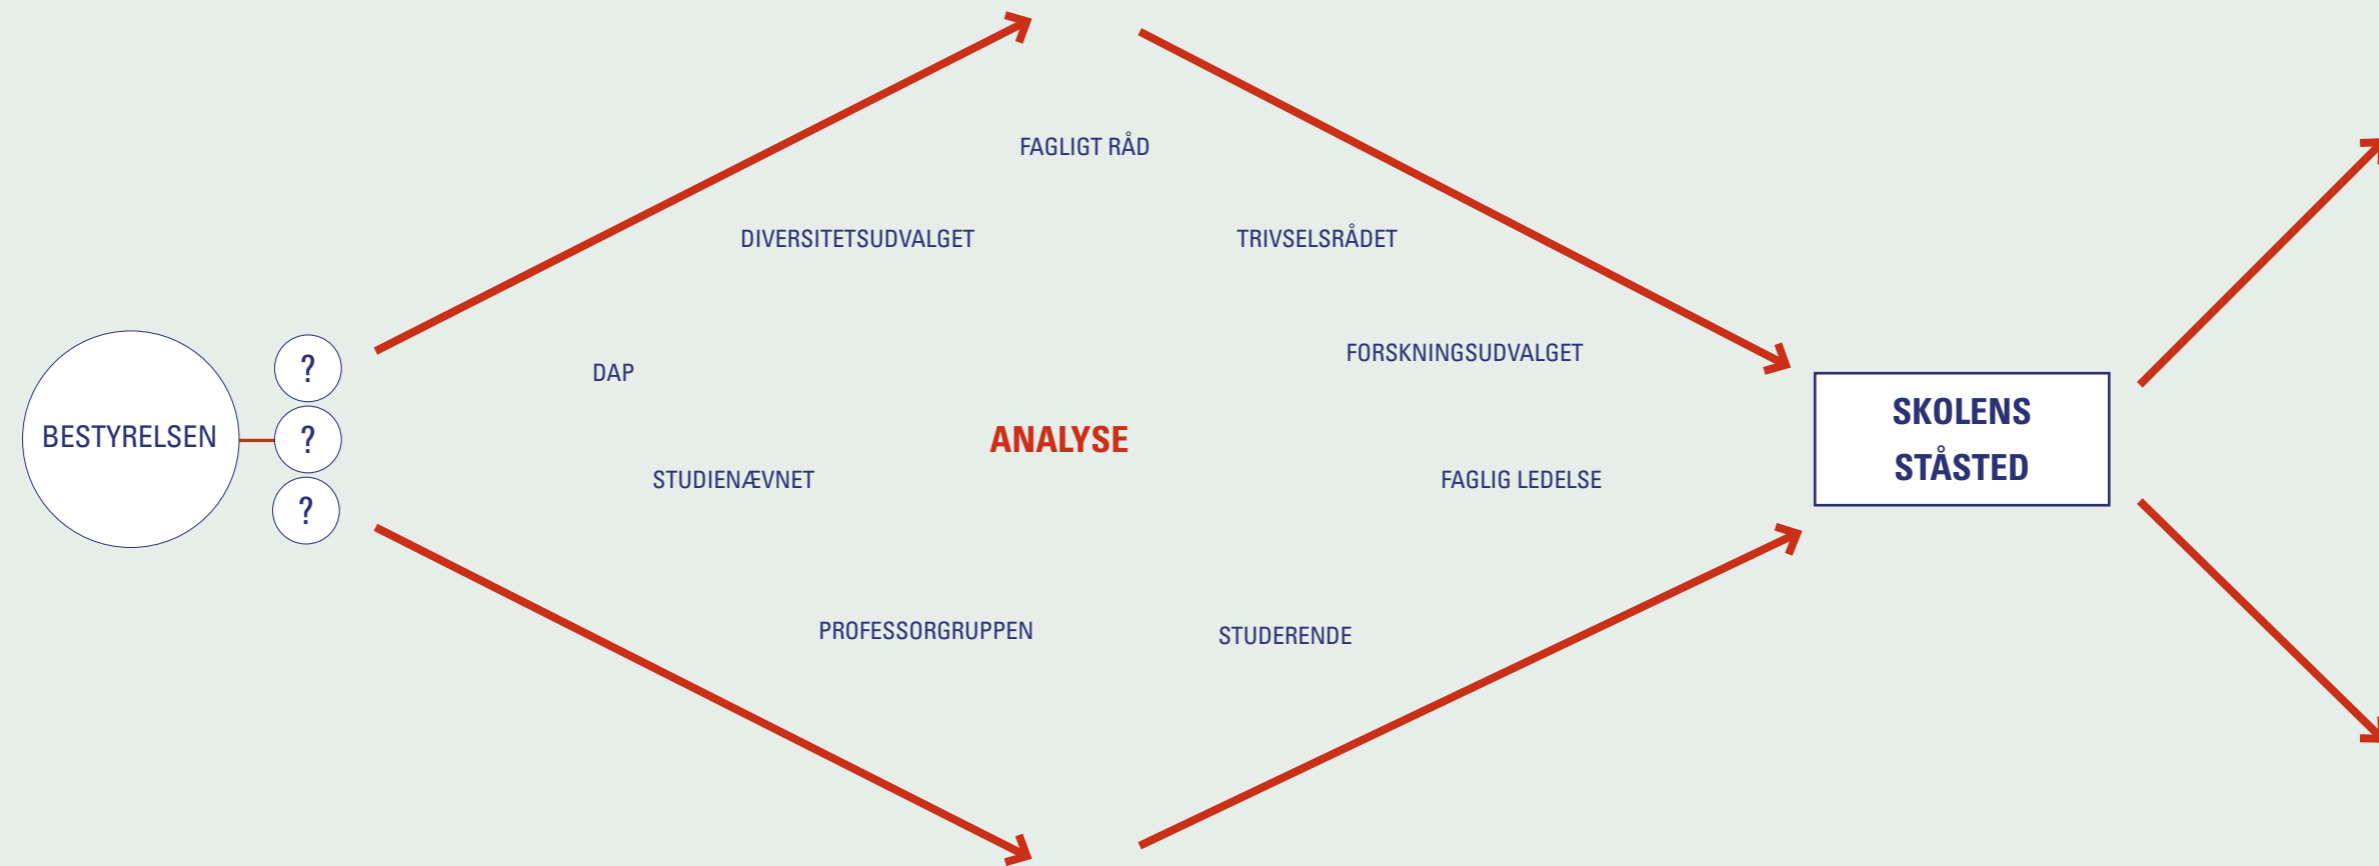 FAGLIGT RÅD
DIVERSITETSUDVALGET
TRIVSELSRÅDET
FORSKNINGSUDVALGET
DAP
?
BESTYRELSEN
?
?
ANALYSE
STUDIENÆVNET
FAGLIG LEDELSE
SKOLENS
STÅSTED
PROFESSORGRUPPEN
STUDERENDE